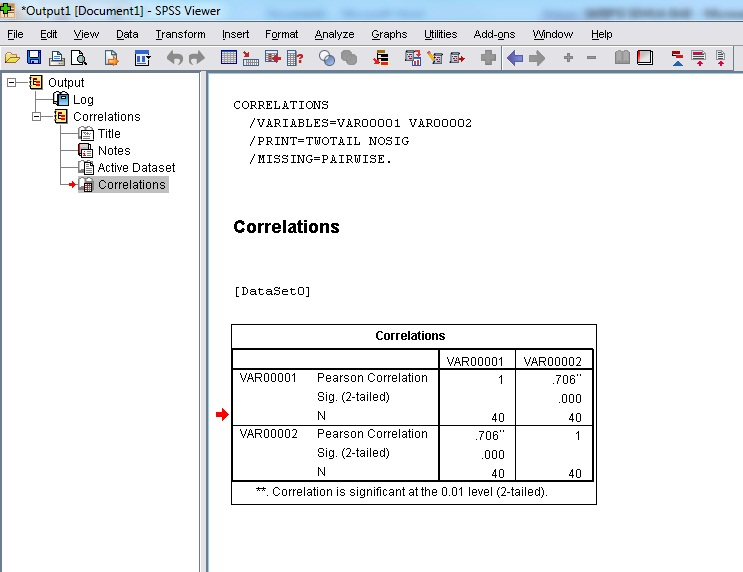 *Output1 [Document1] - SPSS Viewer
File Edit View Data Transform Insert Format Analyze Graphs Utilities Add-ons Window Help
Output
Log
Correlations
Title
Notes
Active Dataset
Correlations
CORRELATIONS
/VARIABLES=VAR00001 VAR00002
/PRINT=TWOTAIL NOSIG
/MISSING=PAIRWISE.
Correlations
[DataSet0]
Correlations
VAR00001 VAR00002
VAR00001 Pearson Correlation 1 .706**
Sig. (2-tailed) .000
N 40 40
VAR00002 Pearson Correlation .706** 1
Sig. (2-tailed) .000
N 40 40
**. Correlation is significant at the 0.01 level (2-tailed).